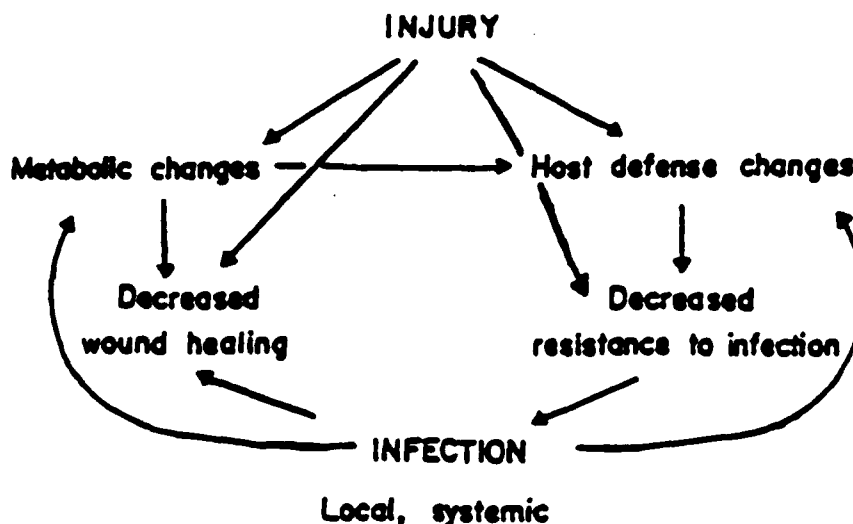 INJURY
Metabolic changes
Host defense changes
Decreased
wound healing
Decreased
resistance to infection
INFECTION
Local, systemic